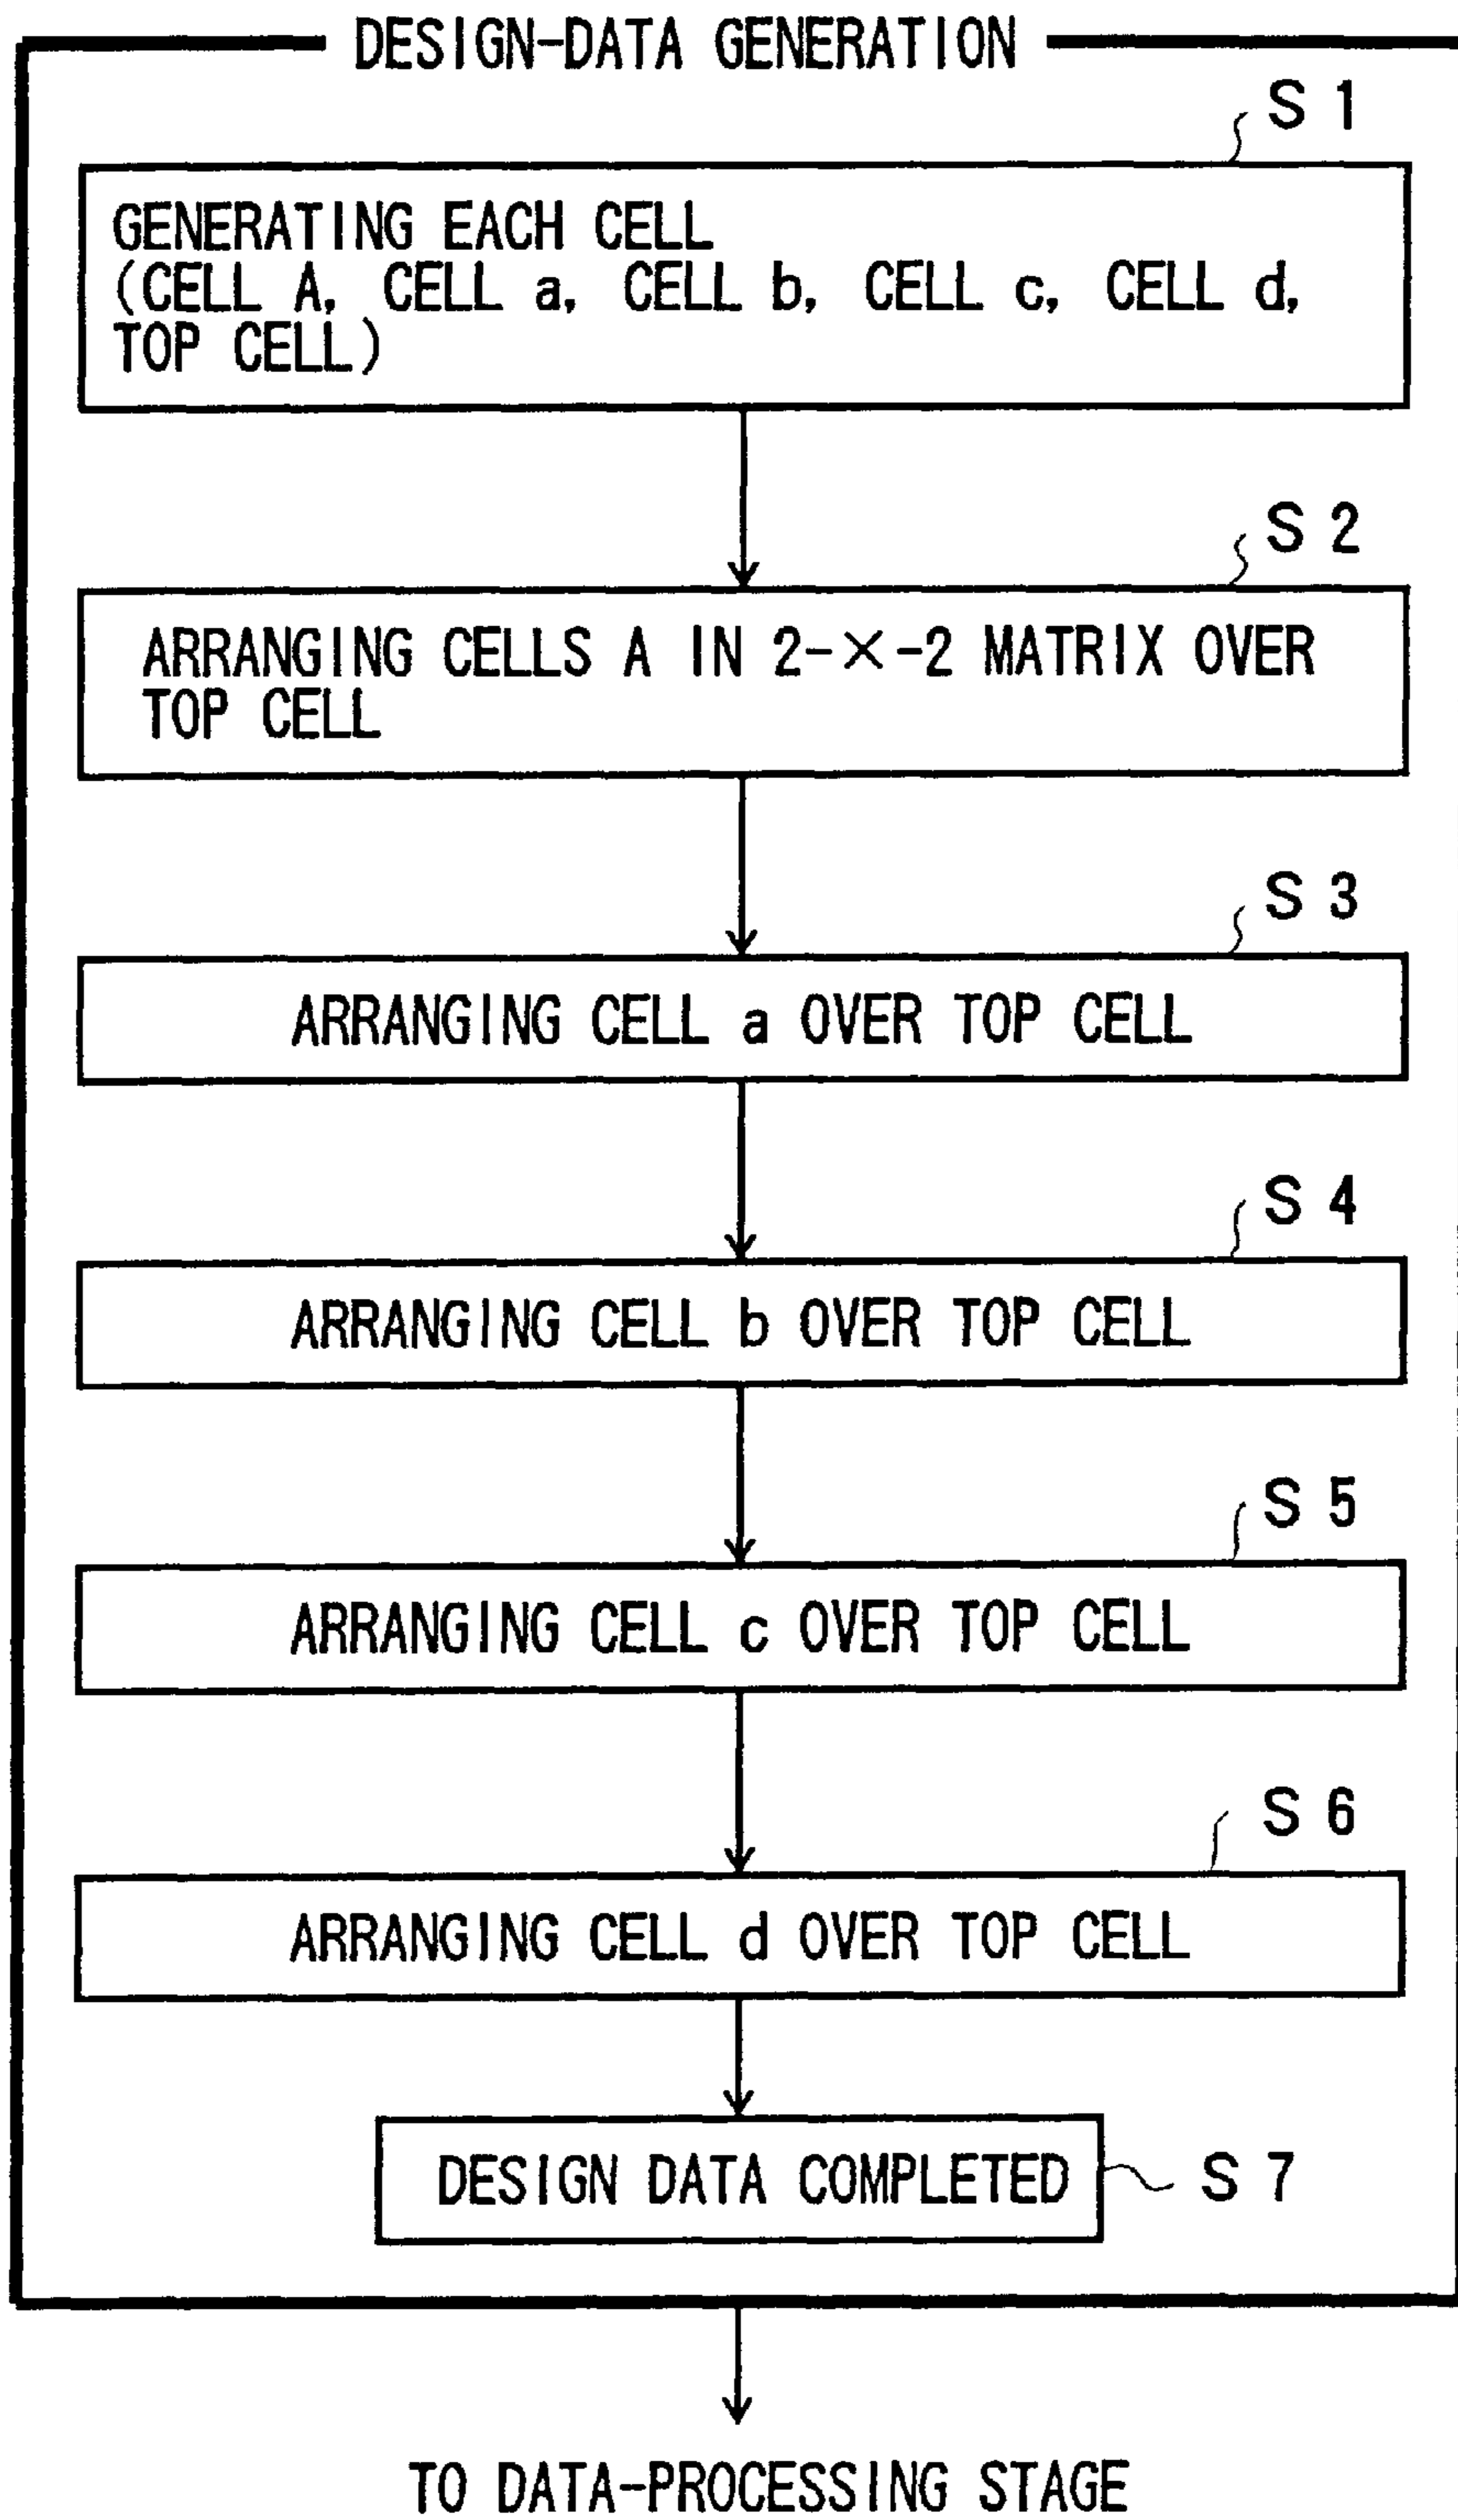 DESIGN-DATA GENERATION
S 1
GENERATING EACH CELL
(CELL A, CELL a, CELL b, CELL c, CELL d,
TOP CELL)
S 2
ARRANGING CELLS A IN 2-×-2 MATRIX OVER
TOP CELL
S 3
ARRANGING CELL a OVER TOP CELL
S 4
ARRANGING CELL b OVER TOP CELL
S 5
ARRANGING CELL c OVER TOP CELL
S 6
ARRANGING CELL d OVER TOP CELL
DESIGN DATA COMPLETED
S 7
TO DATA-PROCESSING STAGE